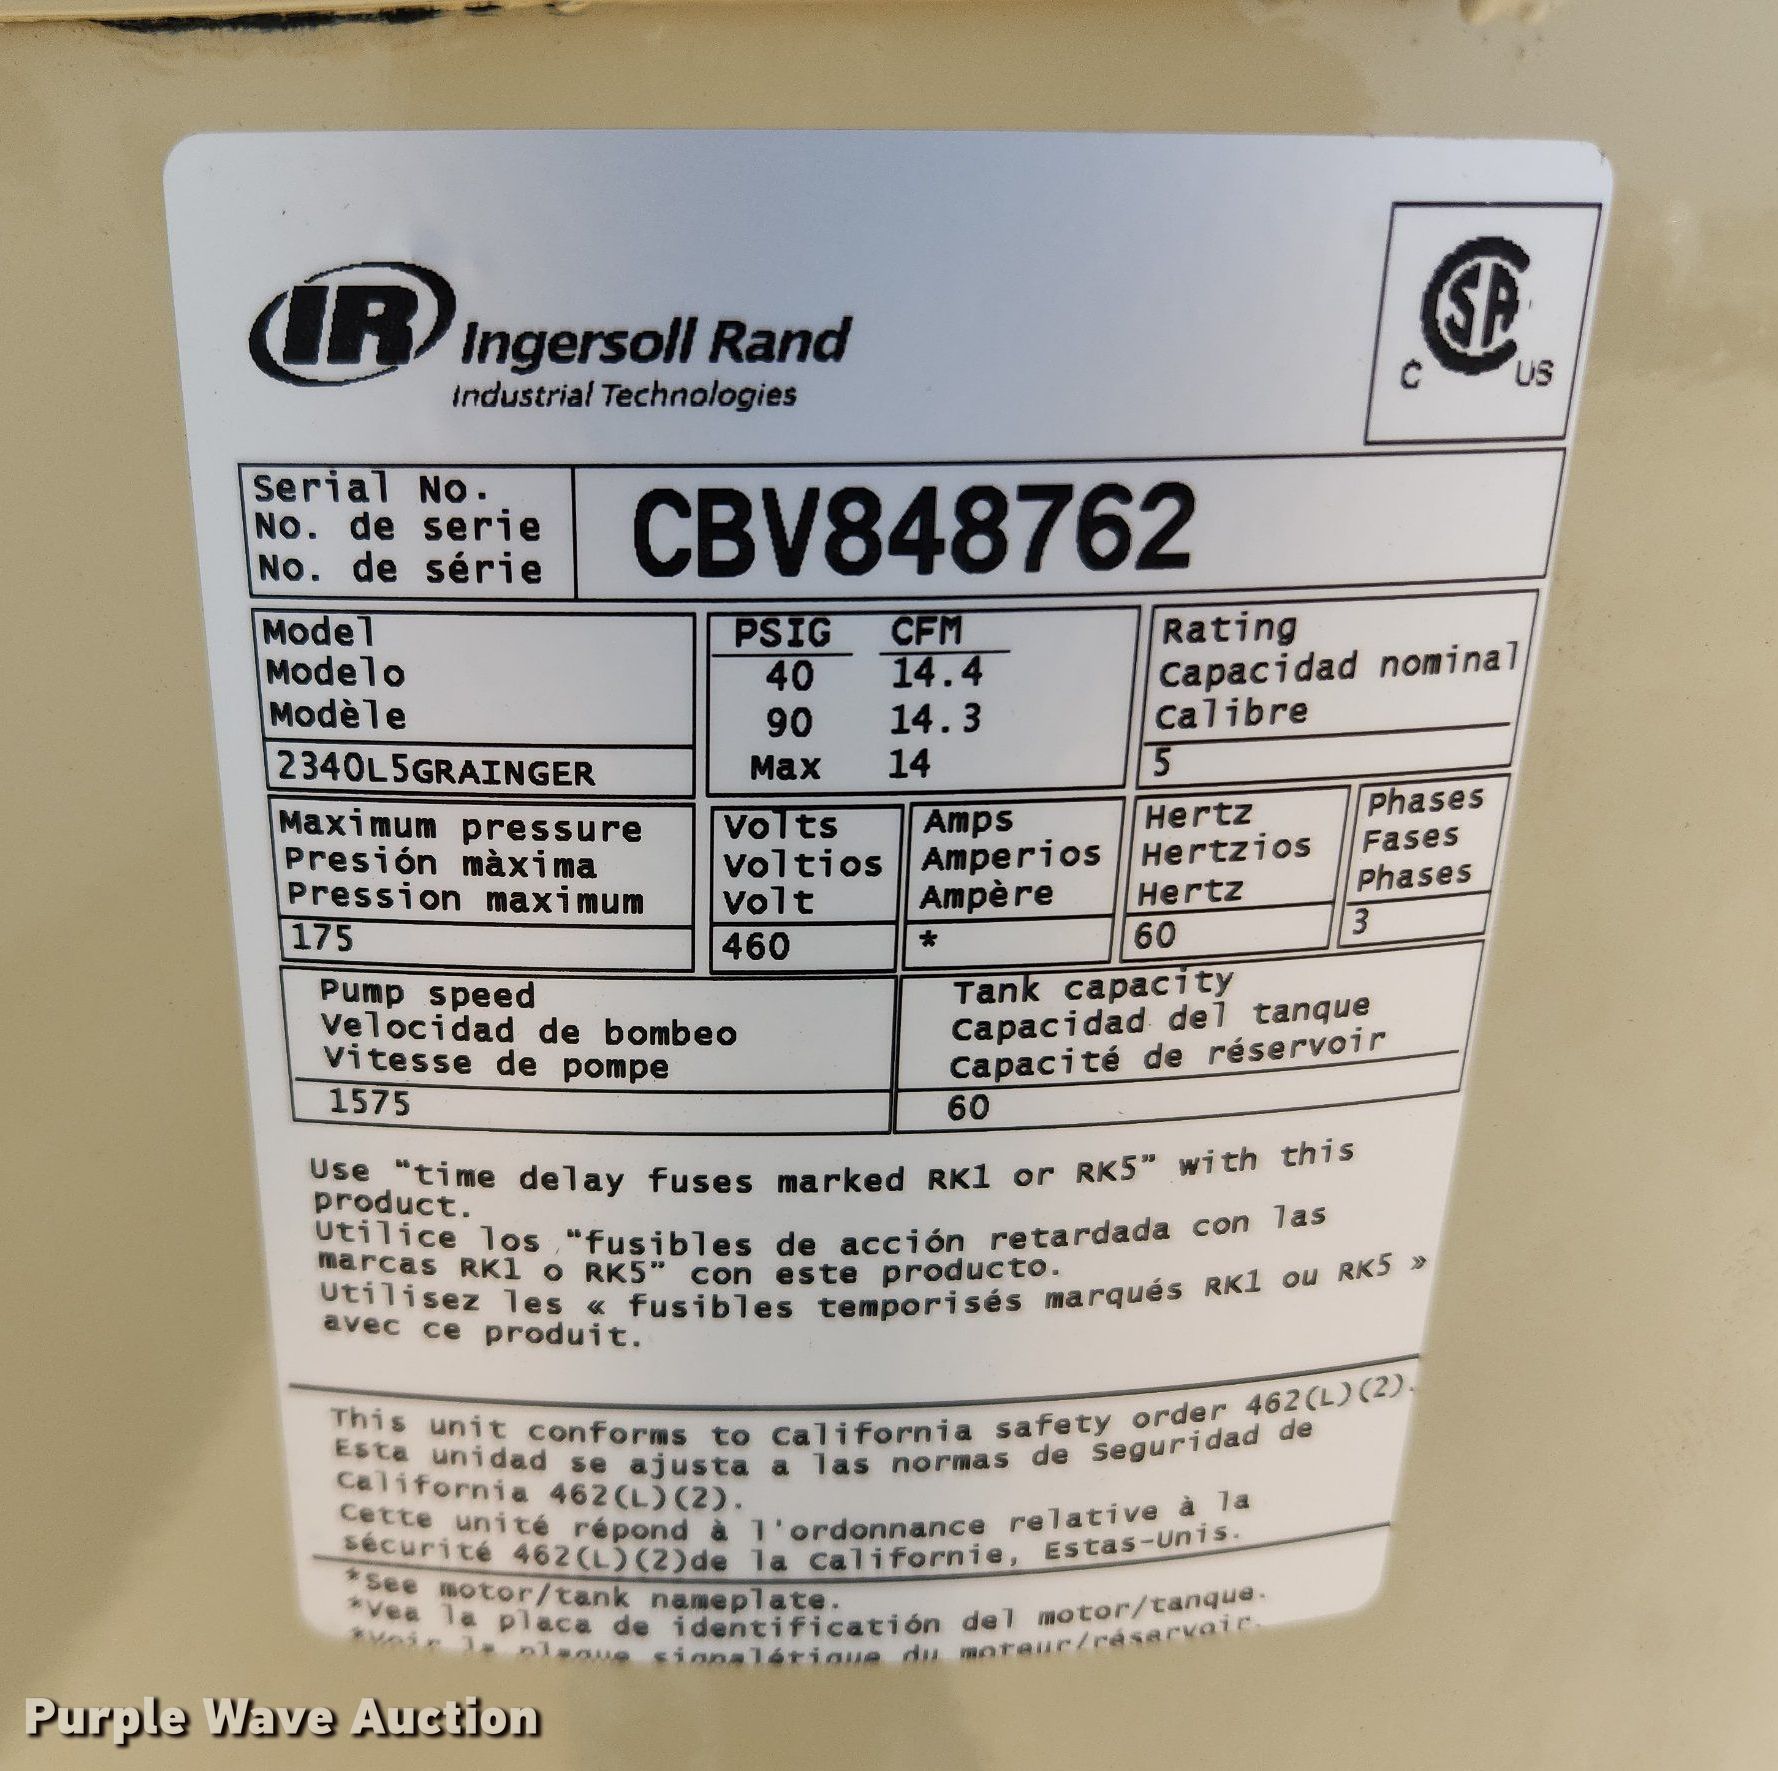 IR Ingersoll Rand
Industrial Technologies
CSA
C US
Serial No.
No. de serie
No. de série
CBV848762
Model
Modelo
Modèle
2340L5GRAINGER
PSIG CFM
40 14.4
90 14.3
Max 14
Rating
Capacidad nominal
Calibre
5
Maximum pressure
Presión màxima
Pression maximum
175
Volts
Voltios
Volt
460
Amps
Amperios
Ampère
*
Hertz
Hertzios
Hertz
60
Phases
Fases
Phases
3
Pump speed
Velocidad de bombeo
Vitesse de pompe
1575
Tank capacity
Capacidad del tanque
Capacité de réservoir
60
Use "time delay fuses marked RK1 or RK5" with this
product.
Utilice los "fusibles de acción retardada con las
marcas RK1 o RK5" con este producto.
Utilisez les « fusibles temporisés marqués RK1 ou RK5 »
avec ce produit.
This unit conforms to California safety order 462(L)(2).
Esta unidad se ajusta a las normas de Seguridad de
California 462(L)(2).
Cette unité répond à l'ordonnance relative à la
sécurité 462(L)(2)de la Californie, Estas-Unis.
*See motor/tank nameplate.
*Vea la placa de identificación del motor/tanque.
*Voir la plaque signalétique du moteur/réservoir.
Purple Wave Auction